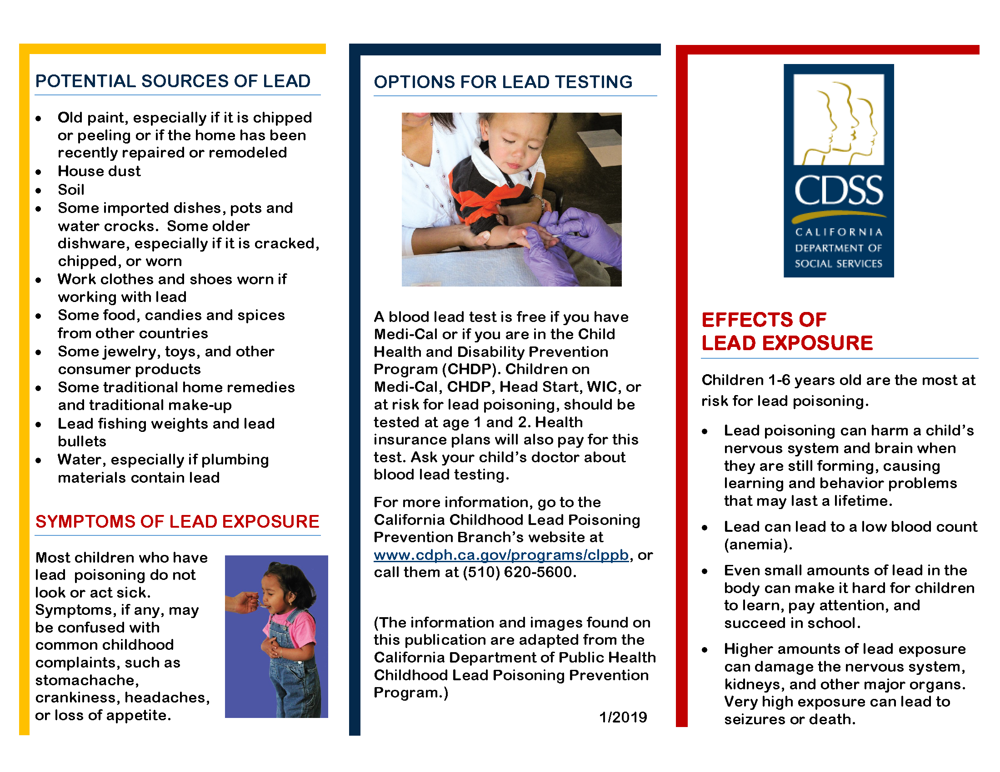 POTENTIAL SOURCES OF LEAD
• Old paint, especially if it is chipped
or peeling or if the home has been
recently repaired or remodeled
• House dust
• Soil
• Some imported dishes, pots and
water crocks.  Some older
dishware, especially if it is cracked,
chipped, or worn
• Work clothes and shoes worn if
working with lead
• Some food, candies and spices
from other countries
• Some jewelry, toys, and other
consumer products
• Some traditional home remedies
and traditional make-up
• Lead fishing weights and lead
bullets
• Water, especially if plumbing
materials contain lead
SYMPTOMS OF LEAD EXPOSURE
Most children who have
lead  poisoning do not
look or act sick.
Symptoms, if any, may
be confused with
common childhood
complaints, such as
stomachache,
crankiness, headaches,
or loss of appetite.
OPTIONS FOR LEAD TESTING
A blood lead test is free if you have
Medi-Cal or if you are in the Child
Health and Disability Prevention
Program (CHDP). Children on
Medi-Cal, CHDP, Head Start, WIC, or
at risk for lead poisoning, should be
tested at age 1 and 2. Health
insurance plans will also pay for this
test. Ask your child’s doctor about
blood lead testing.
For more information, go to the
California Childhood Lead Poisoning
Prevention Branch’s website at
www.cdph.ca.gov/programs/clppb, or
call them at (510) 620-5600.
(The information and images found on
this publication are adapted from the
California Department of Public Health
Childhood Lead Poisoning Prevention
Program.)
1/2019
CDSS
CALIFORNIA
DEPARTMENT OF
SOCIAL SERVICES
EFFECTS OF
LEAD EXPOSURE
Children 1-6 years old are the most at
risk for lead poisoning.
• Lead poisoning can harm a child’s
nervous system and brain when
they are still forming, causing
learning and behavior problems
that may last a lifetime.
• Lead can lead to a low blood count
(anemia).
• Even small amounts of lead in the
body can make it hard for children
to learn, pay attention, and
succeed in school.
• Higher amounts of lead exposure
can damage the nervous system,
kidneys, and other major organs.
Very high exposure can lead to
seizures or death.